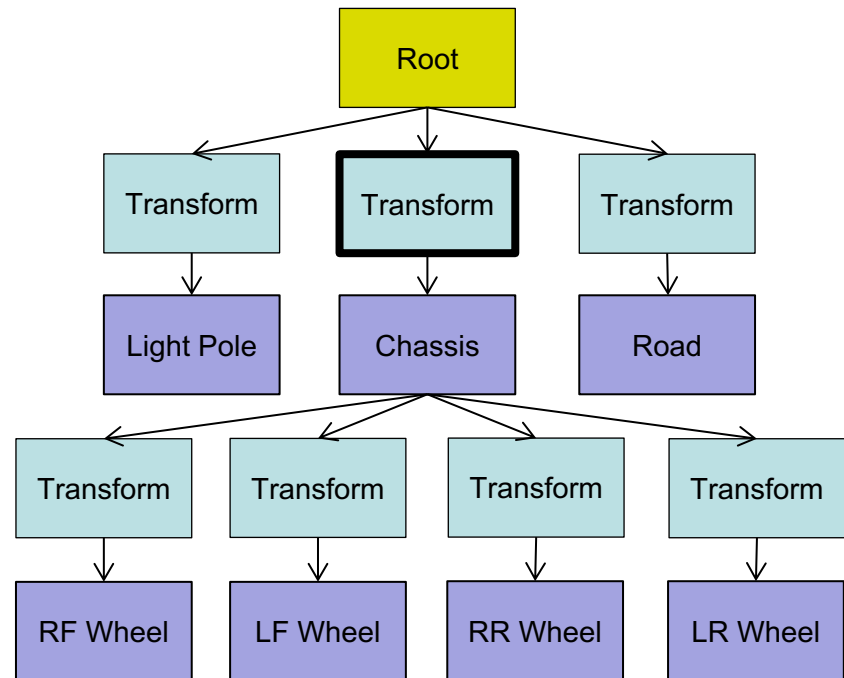 Root
Transform
Transform
Transform
Light Pole
Chassis
Road
Transform
Transform
Transform
Transform
RF Wheel
LF Wheel
RR Wheel
LR Wheel